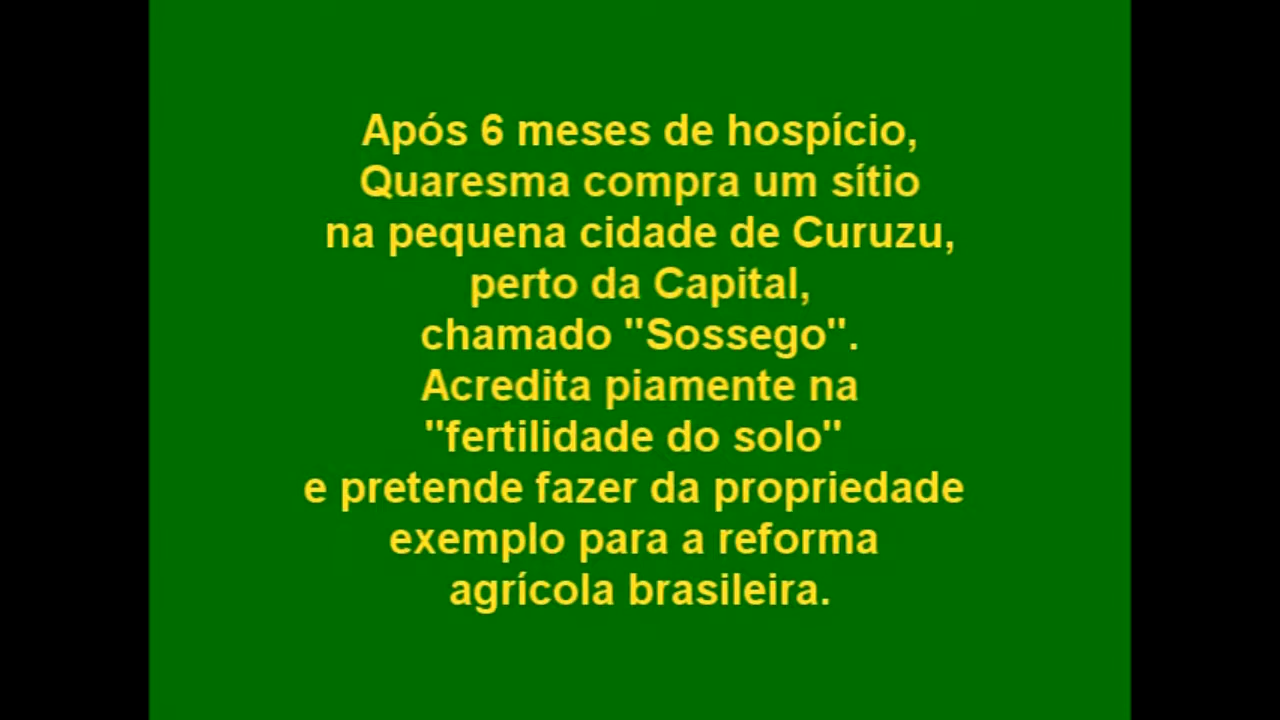 Após 6 meses de hospício,
Quaresma compra um sítio
na pequena cidade de Curuzu,
perto da Capital,
chamado "Sossego".
Acredita piamente na
"fertilidade do solo"
e pretende fazer da propriedade
exemplo para a reforma
agrícola brasileira.